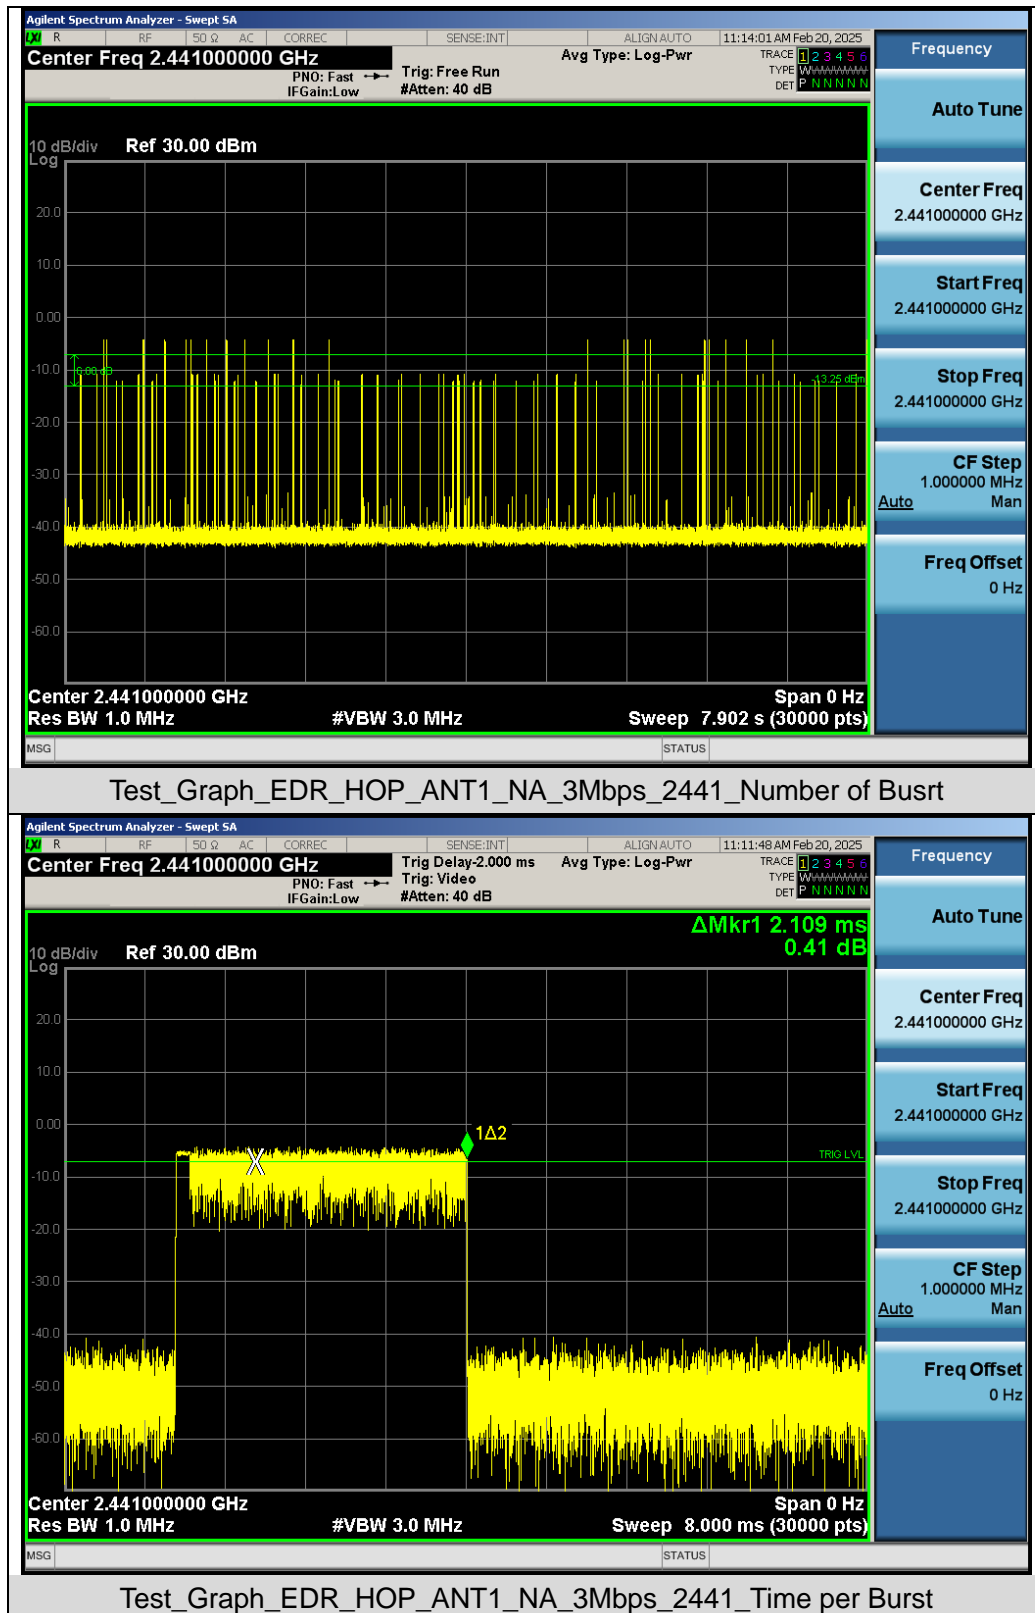 Agilent Spectrum Analyzer - Swept SA
LXI R RF 50 Ω AC CORREC SENSE:INT ALIGN AUTO 11:14:01 AM Feb 20, 2025
Center Freq 2.441000000 GHz
PNO: Fast
IFGain:Low
Trig: Free Run
#Atten: 40 dB
Avg Type: Log-Pwr
TRACE 1 2 3 4 5 6
TYPE W
DET P N N N N N
10 dB/div Ref 30.00 dBm
Log
20.0
10.0
0.00
-10.0
6.00 dB
-13.25 dBm
-20.0
-30.0
-40.0
-50.0
-60.0
Center 2.441000000 GHz Span 0 Hz
Res BW 1.0 MHz #VBW 3.0 MHz Sweep 7.902 s (30000 pts)
MSG STATUS
Frequency
Auto Tune
Center Freq
2.441000000 GHz
Start Freq
2.441000000 GHz
Stop Freq
2.441000000 GHz
CF Step
1.000000 MHz
Auto Man
Freq Offset
0 Hz
Test_Graph_EDR_HOP_ANT1_NA_3Mbps_2441_Number of Busrt
Agilent Spectrum Analyzer - Swept SA
LXI R RF 50 Ω AC CORREC SENSE:INT ALIGN AUTO 11:11:48 AM Feb 20, 2025
Center Freq 2.441000000 GHz
PNO: Fast
IFGain:Low
Trig Delay-2.000 ms
Trig: Video
#Atten: 40 dB
Avg Type: Log-Pwr
TRACE 1 2 3 4 5 6
TYPE W
DET P N N N N N
ΔMkr1 2.109 ms
0.41 dB
10 dB/div Ref 30.00 dBm
Log
20.0
10.0
0.00
1Δ2
TRIG LVL
-10.0
-20.0
-30.0
-40.0
-50.0
-60.0
Center 2.441000000 GHz Span 0 Hz
Res BW 1.0 MHz #VBW 3.0 MHz Sweep 8.000 ms (30000 pts)
MSG STATUS
Frequency
Auto Tune
Center Freq
2.441000000 GHz
Start Freq
2.441000000 GHz
Stop Freq
2.441000000 GHz
CF Step
1.000000 MHz
Auto Man
Freq Offset
0 Hz
Test_Graph_EDR_HOP_ANT1_NA_3Mbps_2441_Time per Burst